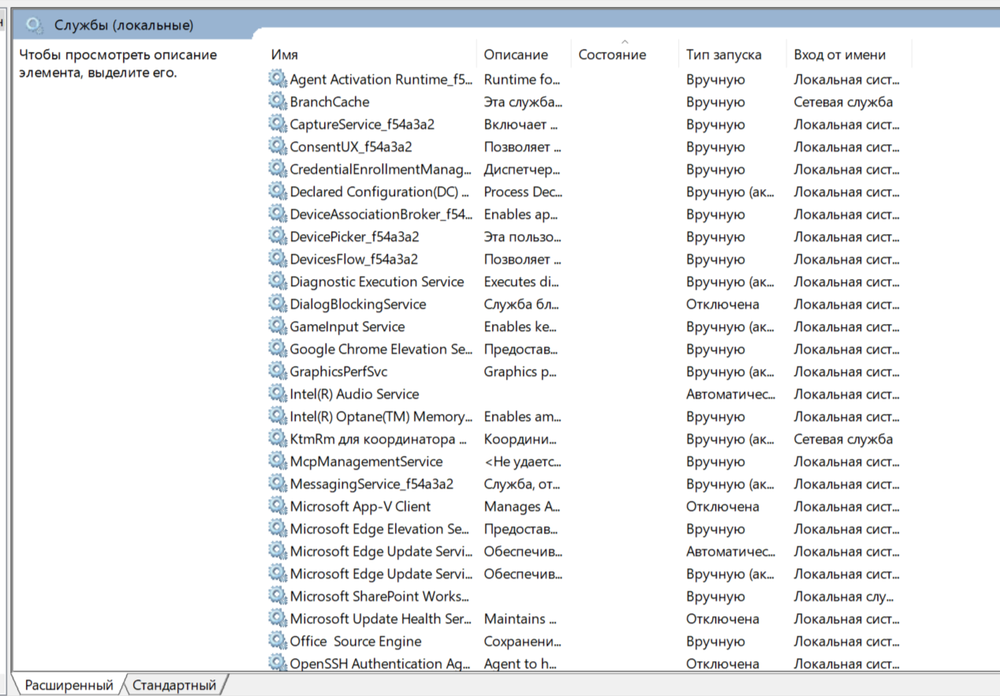 н
Службы (локальные)
Чтобы просмотреть описание
элемента, выделите его.
Имя Описание Состояние Тип запуска Вход от имени
Agent Activation Runtime_f5... Runtime fo... Вручную Локальная сист...
BranchCache Эта служба... Вручную Сетевая служба
CaptureService_f54a3a2 Включает ... Вручную Локальная сист...
ConsentUX_f54a3a2 Позволяет ... Вручную Локальная сист...
CredentialEnrollmentManag... Диспетчер... Вручную Локальная сист...
Declared Configuration(DC) ... Process Dec... Вручную (ак... Локальная сист...
DeviceAssociationBroker_f54... Enables ap... Вручную Локальная сист...
DevicePicker_f54a3a2 Эта пользо... Вручную Локальная сист...
DevicesFlow_f54a3a2 Позволяет ... Вручную Локальная сист...
Diagnostic Execution Service Executes di... Вручную (ак... Локальная сист...
DialogBlockingService Служба бл... Отключена Локальная сист...
GameInput Service Enables ke... Вручную (ак... Локальная сист...
Google Chrome Elevation Se... Предостав... Вручную Локальная сист...
GraphicsPerfSvc Graphics p... Вручную (ак... Локальная сист...
Intel(R) Audio Service Автоматичес... Локальная сист...
Intel(R) Optane(TM) Memory... Enables am... Вручную Локальная сист...
KtmRm для координатора ... Координи... Вручную (ак... Сетевая служба
McpManagementService <Не удаетс... Вручную Локальная сист...
MessagingService_f54a3a2 Служба, от... Вручную (ак... Локальная сист...
Microsoft App-V Client Manages A... Отключена Локальная сист...
Microsoft Edge Elevation Se... Предостав... Вручную Локальная сист...
Microsoft Edge Update Servi... Обеспечив... Автоматичес... Локальная сист...
Microsoft Edge Update Servi... Обеспечив... Вручную (ак... Локальная сист...
Microsoft SharePoint Works... Вручную Локальная слу...
Microsoft Update Health Ser... Maintains ... Отключена Локальная сист...
Office  Source Engine Сохранени... Вручную Локальная сист...
OpenSSH Authentication Ag... Agent to h... Отключена Локальная сист...
Расширенный Стандартный